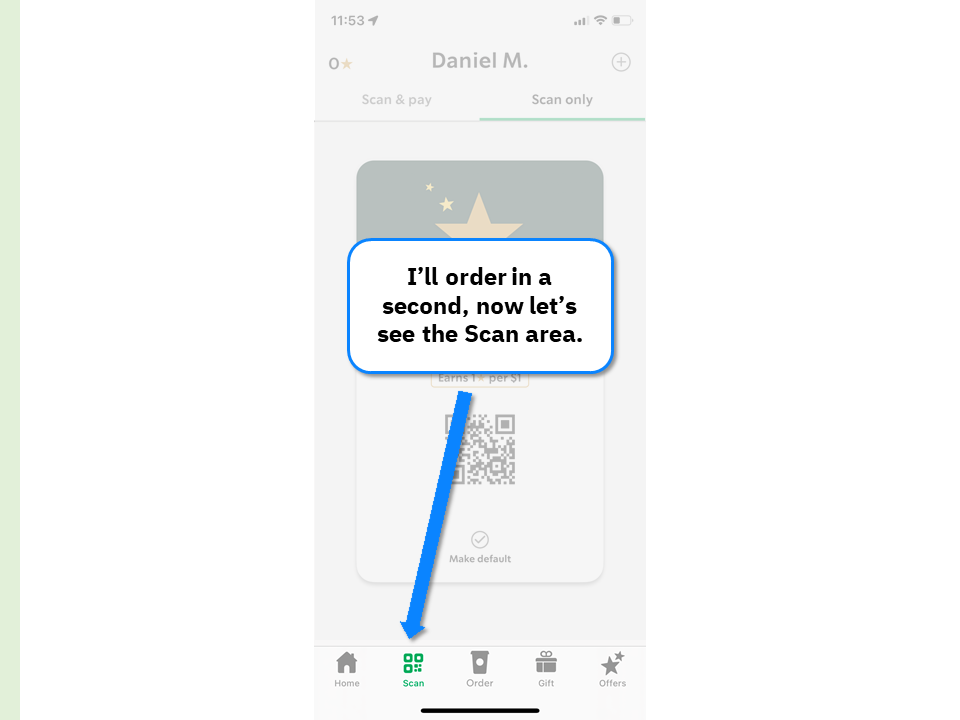 11:53
0
Daniel M.
Scan & pay
Scan only
I’ll order in a
second, now let’s
see the Scan area.
Earns 1★ per $1
Make default
Home
Scan
Order
Gift
Offers